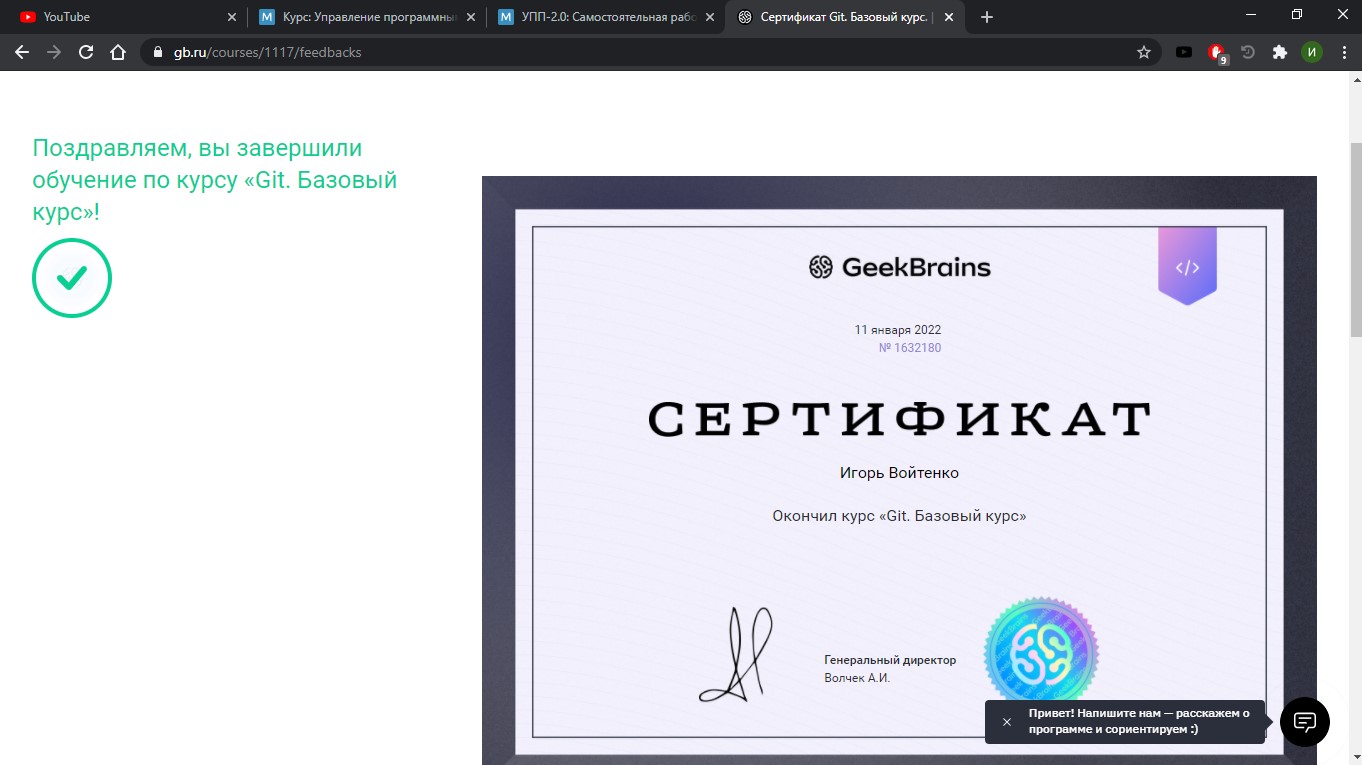 YouTube
Курс: Управление программны
УПП-2.0: Самостоятельная рабо
Сертификат Git. Базовый курс. |
gb.ru/courses/1117/feedbacks
9
И
Поздравляем, вы завершили
обучение по курсу «Git. Базовый
курс»!
GeekBrains
</>
11 января 2022
№ 1632180
СЕРТИФИКАТ
Игорь Войтенко
Окончил курс «Git. Базовый курс»
Генеральный директор
Волчек А.И.
Привет! Напишите нам — расскажем о
программе и сориентируем :)